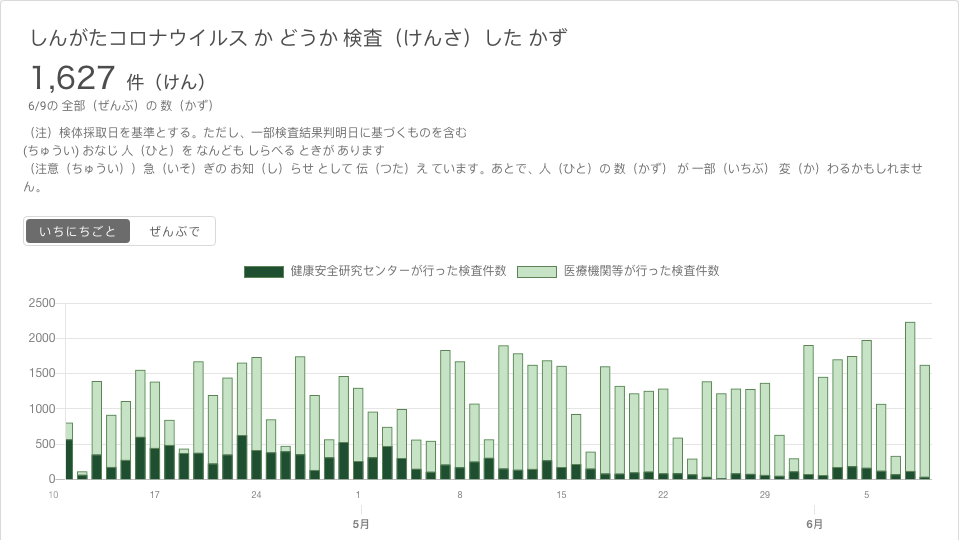 しんがたコロナウイルス か どうか 検査（けんさ）した かず
1,627 件（けん）
6/9の 全部（ぜんぶ）の 数（かず）
（注）検体採取日を基準とする。ただし、一部検査結果判明日に基づくものを含む
(ちゅうい) おなじ 人（ひと）を なんども しらべる ときが あります
（注意（ちゅうい））急（いそ）ぎの お知（し）らせ として 伝（つた）え ています。あとで、人（ひと）の 数（かず） が 一部（いちぶ） 変（か）わるかもしれませ
ん。
いちにちごと ぜんぶで
健康安全研究センターが行った検査件数 医療機関等が行った検査件数
2500
2000
1500
1000
500
0
10 17 24 1 8 15 22 29 5
5月 6月